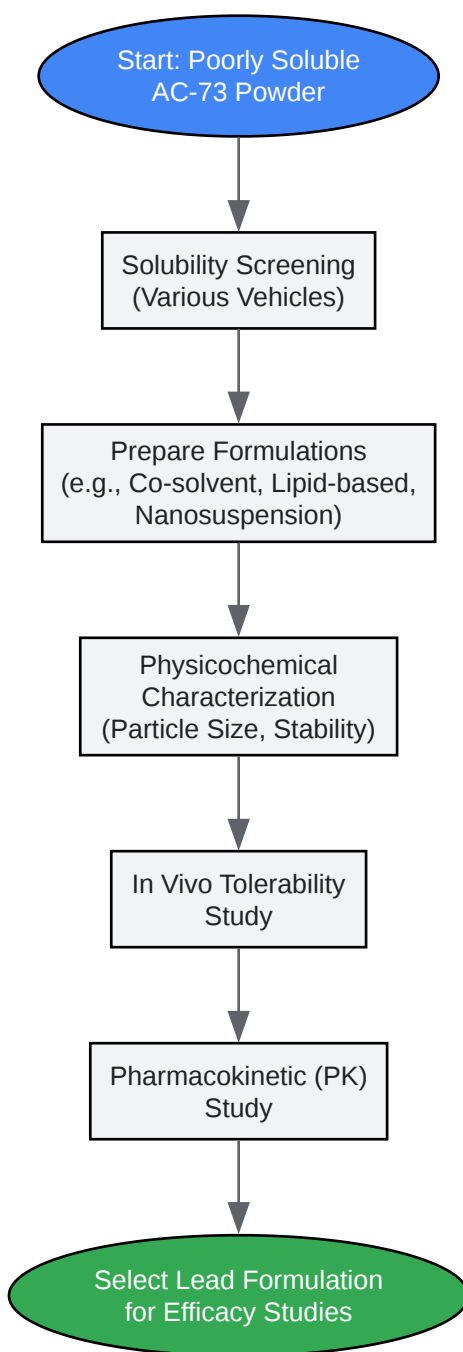 Start: Poorly Soluble
AC-73 Powder
Solubility Screening
(Various Vehicles)
Prepare Formulations
(e.g., Co-solvent, Lipid-based,
Nanosuspension)
Physicochemical
Characterization
(Particle Size, Stability)
In Vivo Tolerability
Study
Pharmacokinetic (PK)
Study
Select Lead Formulation
for Efficacy Studies